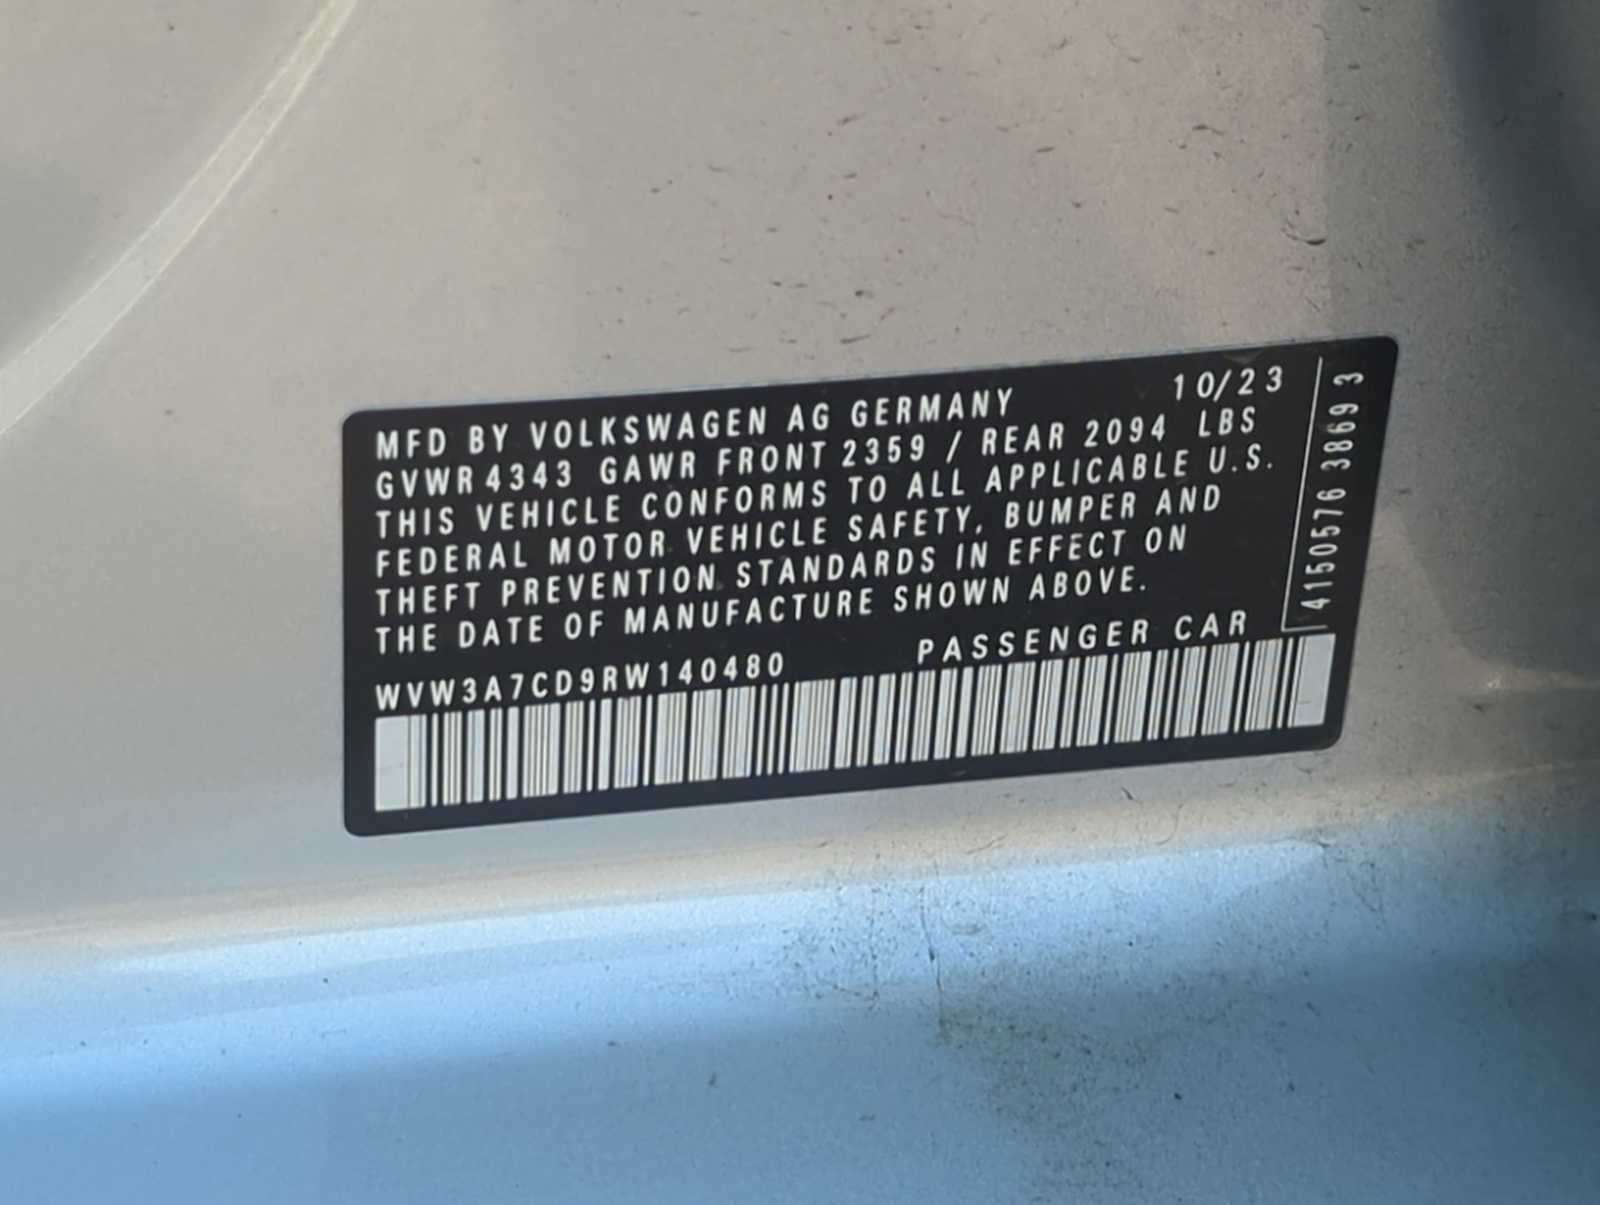 MFD BY VOLKSWAGEN AG GERMANY 10/23
GVWR 4343 GAWR FRONT 2359 / REAR 2094 LBS
THIS VEHICLE CONFORMS TO ALL APPLICABLE U.S.
FEDERAL MOTOR VEHICLE SAFETY, BUMPER AND
THEFT PREVENTION STANDARDS IN EFFECT ON
THE DATE OF MANUFACTURE SHOWN ABOVE.
WVW3A7CD9RW140480 PASSENGER CAR
4150576 3869 3